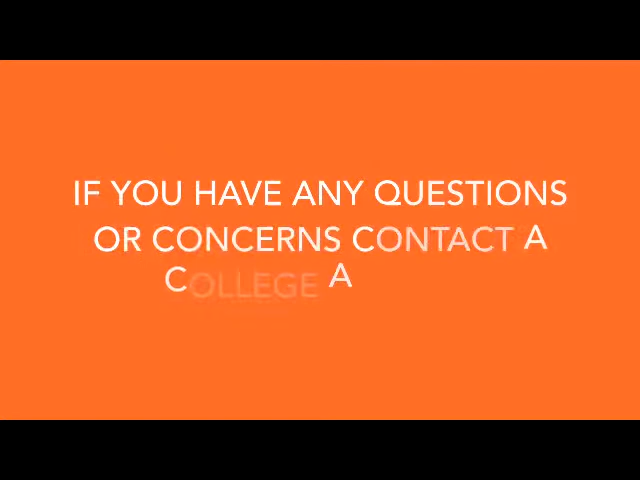 IF YOU HAVE ANY QUESTIONS
OR CONCERNS CONTACT A
COLLEGE A